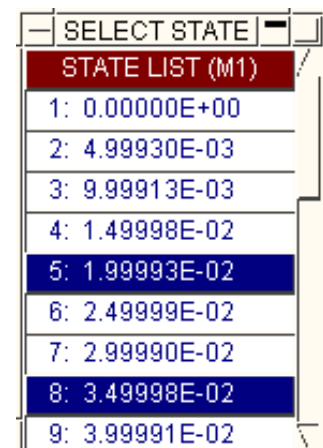 SELECT STATE
STATE LIST (M1)
1: 0.00000E+00
2: 4.99930E-03
3: 9.99913E-03
4: 1.49998E-02
5: 1.99993E-02
6: 2.49999E-02
7: 2.99990E-02
8: 3.49998E-02
9: 3.99991E-02